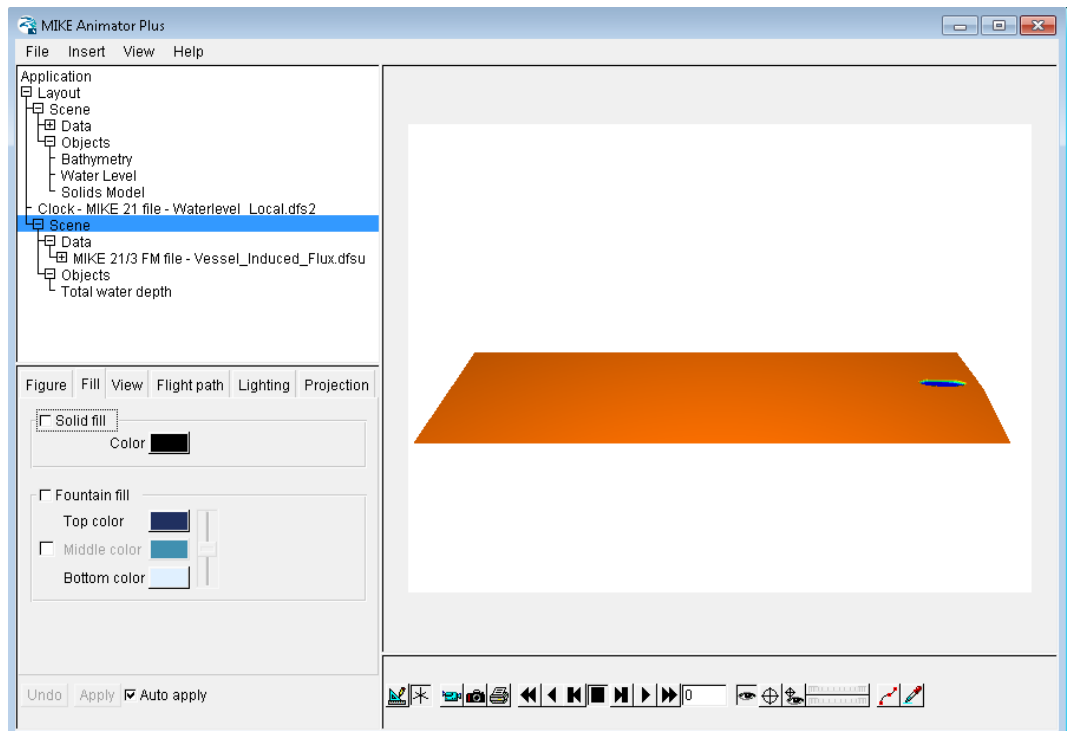 MIKE Animator Plus
File Insert View Help
Application
Layout
Scene
Data
Objects
Bathymetry
Water Level
Solids Model
Clock - MIKE 21 file - Waterlevel_Local.dfs2
Scene
Data
MIKE 21/3 FM file - Vessel_Induced_Flux.dfsu
Objects
Total water depth
Figure Fill View Flight path Lighting Projection
Solid fill
Color
Fountain fill
Top color
Middle color
Bottom color
Undo Apply Auto apply
0